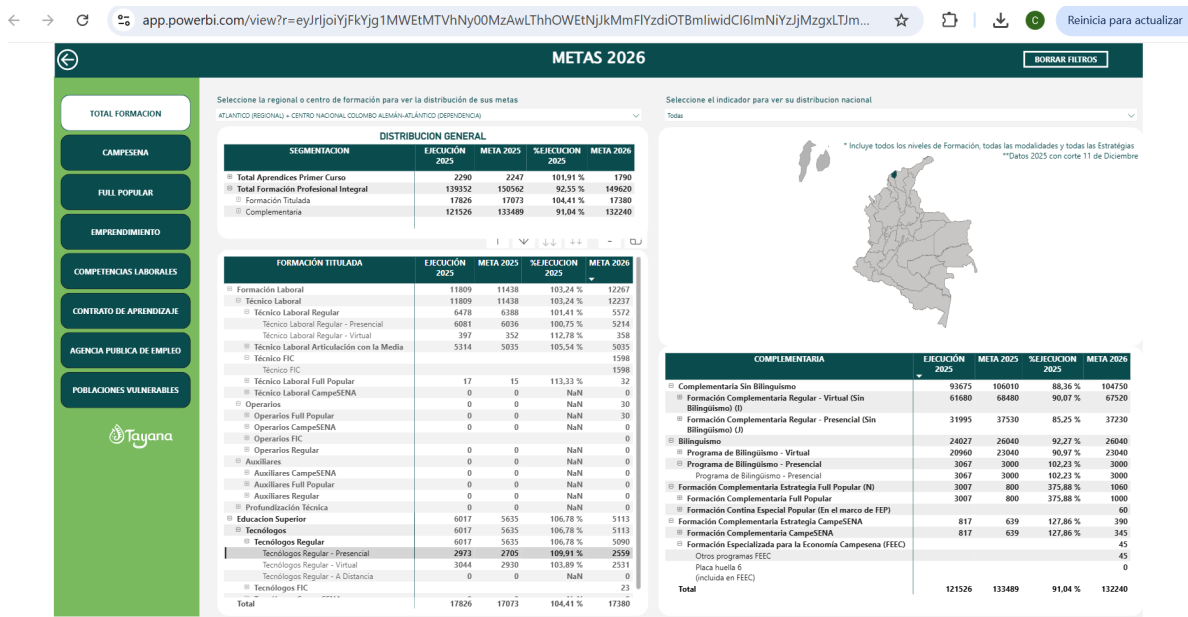 METAS 2026
BORRAR FILTROS
Reinicia para actualizar
C
TOTAL FORMACION
CAMPESENA
FULL POPULAR
EMPRENDIMIENTO
COMPETENCIAS LABORALES
CONTRATO DE APRENDIZAJE
AGENCIA PUBLICA DE EMPLEO
POBLACIONES VULNERABLES
Tayana
Seleccione la regional o centro de formación para ver la distribución de sus metas
ATLANTICO (REGIONAL) + CENTRO NACIONAL COLOMBO ALEMÁN-ATLÁNTICO (DEPENDENCIA)
DISTRIBUCION GENERAL
SEGMENTACION EJECUCIÓN 2025 META 2025 %EJECUCION 2025 META 2026
Total Aprendices Primer Curso 2290 2247 101,91 % 1790
Total Formación Profesional Integral 139352 150562 92,55 % 149620
Formación Titulada 17826 17073 104,41 % 17380
Complementaria 121526 133489 91,04 % 132240
FORMACIÓN TITULADA EJECUCIÓN 2025 META 2025 %EJECUCION 2025 META 2026
Formación Laboral 11809 11438 103,24 % 12267
Técnico Laboral 11809 11438 103,24 % 12237
Técnico Laboral Regular 6478 6388 101,41 % 5572
Técnico Laboral Regular - Presencial 6081 6036 100,75 % 5214
Técnico Laboral Regular - Virtual 397 352 112,78 % 358
Técnico Laboral Articulación con la Media 5314 5035 105,54 % 5035
Técnico FIC 1598
Técnico FIC 1598
Técnico Laboral Full Popular 17 15 113,33 % 32
Técnico Laboral CampeSENA 0 0 NaN 0
Operarios 0 0 NaN 30
Operarios Full Popular 0 0 NaN 30
Operarios CampeSENA 0 0 NaN 0
Operarios FIC 0
Operarios Regular 0 0 NaN 0
Auxiliares 0 0 NaN 0
Auxiliares CampeSENA 0 0 NaN 0
Auxiliares Full Popular 0 0 NaN 0
Auxiliares Regular 0 0 NaN 0
Profundización Técnica 0 0 NaN 0
Educacion Superior 6017 5635 106,78 % 5113
Tecnólogos 6017 5635 106,78 % 5113
Tecnólogos Regular 6017 5635 106,78 % 5090
Tecnólogos Regular - Presencial 2973 2705 109,91 % 2559
Tecnólogos Regular - Virtual 3044 2930 103,89 % 2531
Tecnólogos Regular - A Distancia 0 0 NaN 0
Tecnólogos FIC 23
Total 17826 17073 104,41 % 17380
Seleccione el indicador para ver su distribucion nacional
Todas
* Incluye todos los niveles de Formación, todas las modalidades y todas las Estratégias
**Datos 2025 con corte 11 de Diciembre
COMPLEMENTARIA EJECUCIÓN 2025 META 2025 %EJECUCION 2025 META 2026
Complementaria Sin Bilinguismo 93675 106010 88,36 % 104750
Formación Complementaria Regular - Virtual (Sin Bilingüismo) (I) 61680 68480 90,07 % 67520
Formación Complementaria Regular - Presencial (Sin Bilingüismo) (J) 31995 37530 85,25 % 37230
Bilinguismo 24027 26040 92,27 % 26040
Programa de Bilingüismo - Virtual 20960 23040 90,97 % 23040
Programa de Bilingüismo - Presencial 3067 3000 102,23 % 3000
Programa de Bilingüismo - Presencial 3067 3000 102,23 % 3000
Formación Complementaria Estrategia Full Popular (N) 3007 800 375,88 % 1060
Formación Complementaria Full Popular 3007 800 375,88 % 1000
Formación Contina Especial Popular (En el marco de FEP) 60
Formación Complementaria Estrategia CampeSENA 817 639 127,86 % 390
Formación Complementaria CampeSENA 817 639 127,86 % 345
Formación Especializada para la Economía Campesena (FEEC) 45
Otros programas FEEC 45
Placa huella 6 0
(incluida en FEEC)
Total 121526 133489 91,04 % 132240